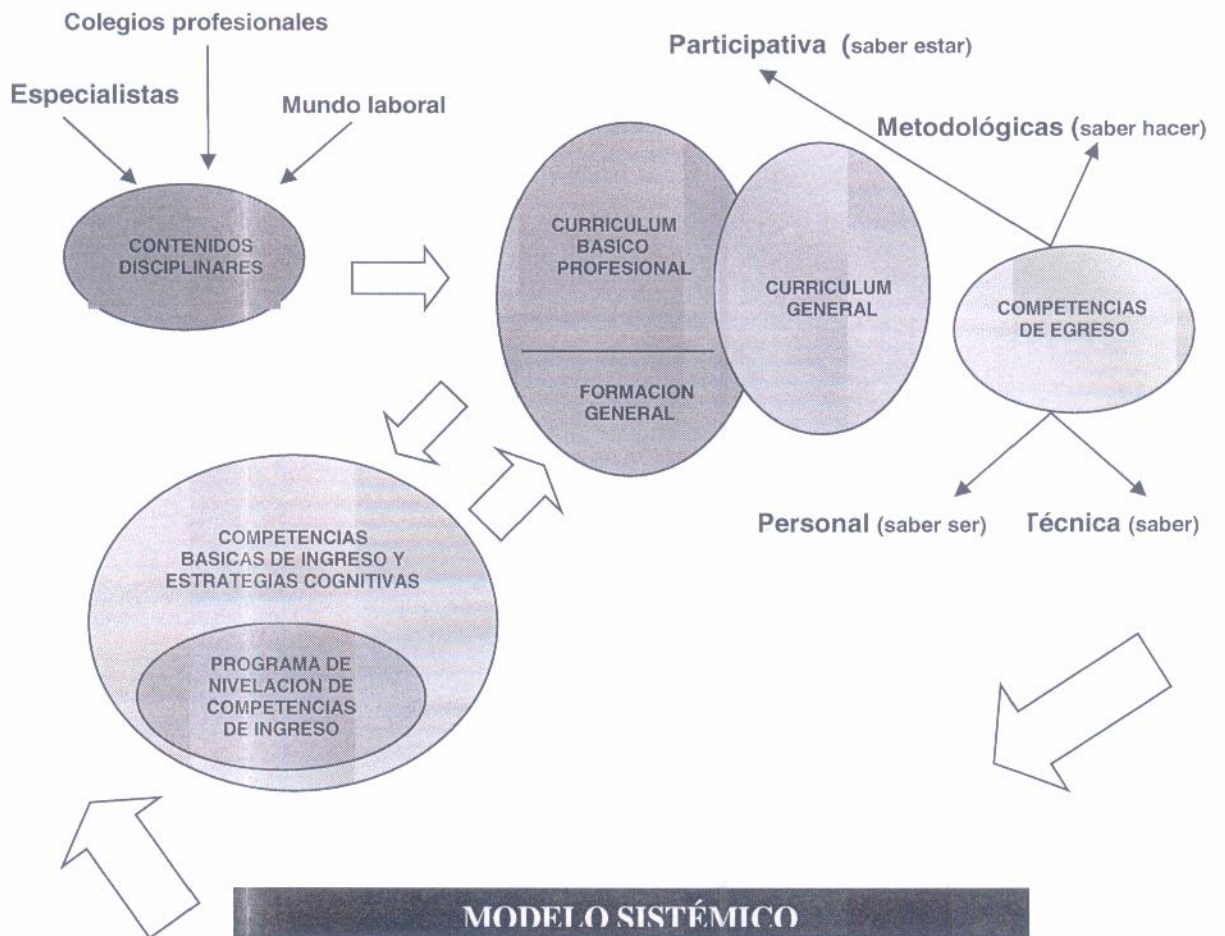 Colegios profesionales
Especialistas
Mundo laboral
CONTENIDOS
DISCIPLINARES
Participativa (saber estar)
Metodológicas (saber hacer)
CURRICULUM
BASICO
PROFESIONAL
FORMACION
GENERAL
CURRICULUM
GENERAL
COMPETENCIAS
DE EGRESO
Personal (saber ser)
Técnica (saber)
COMPETENCIAS
BASICAS DE INGRESO Y
ESTRATEGIAS COGNITIVAS
PROGRAMA DE
NIVELACION DE
COMPETENCIAS
DE INGRESO
MODELO SISTÉMICO